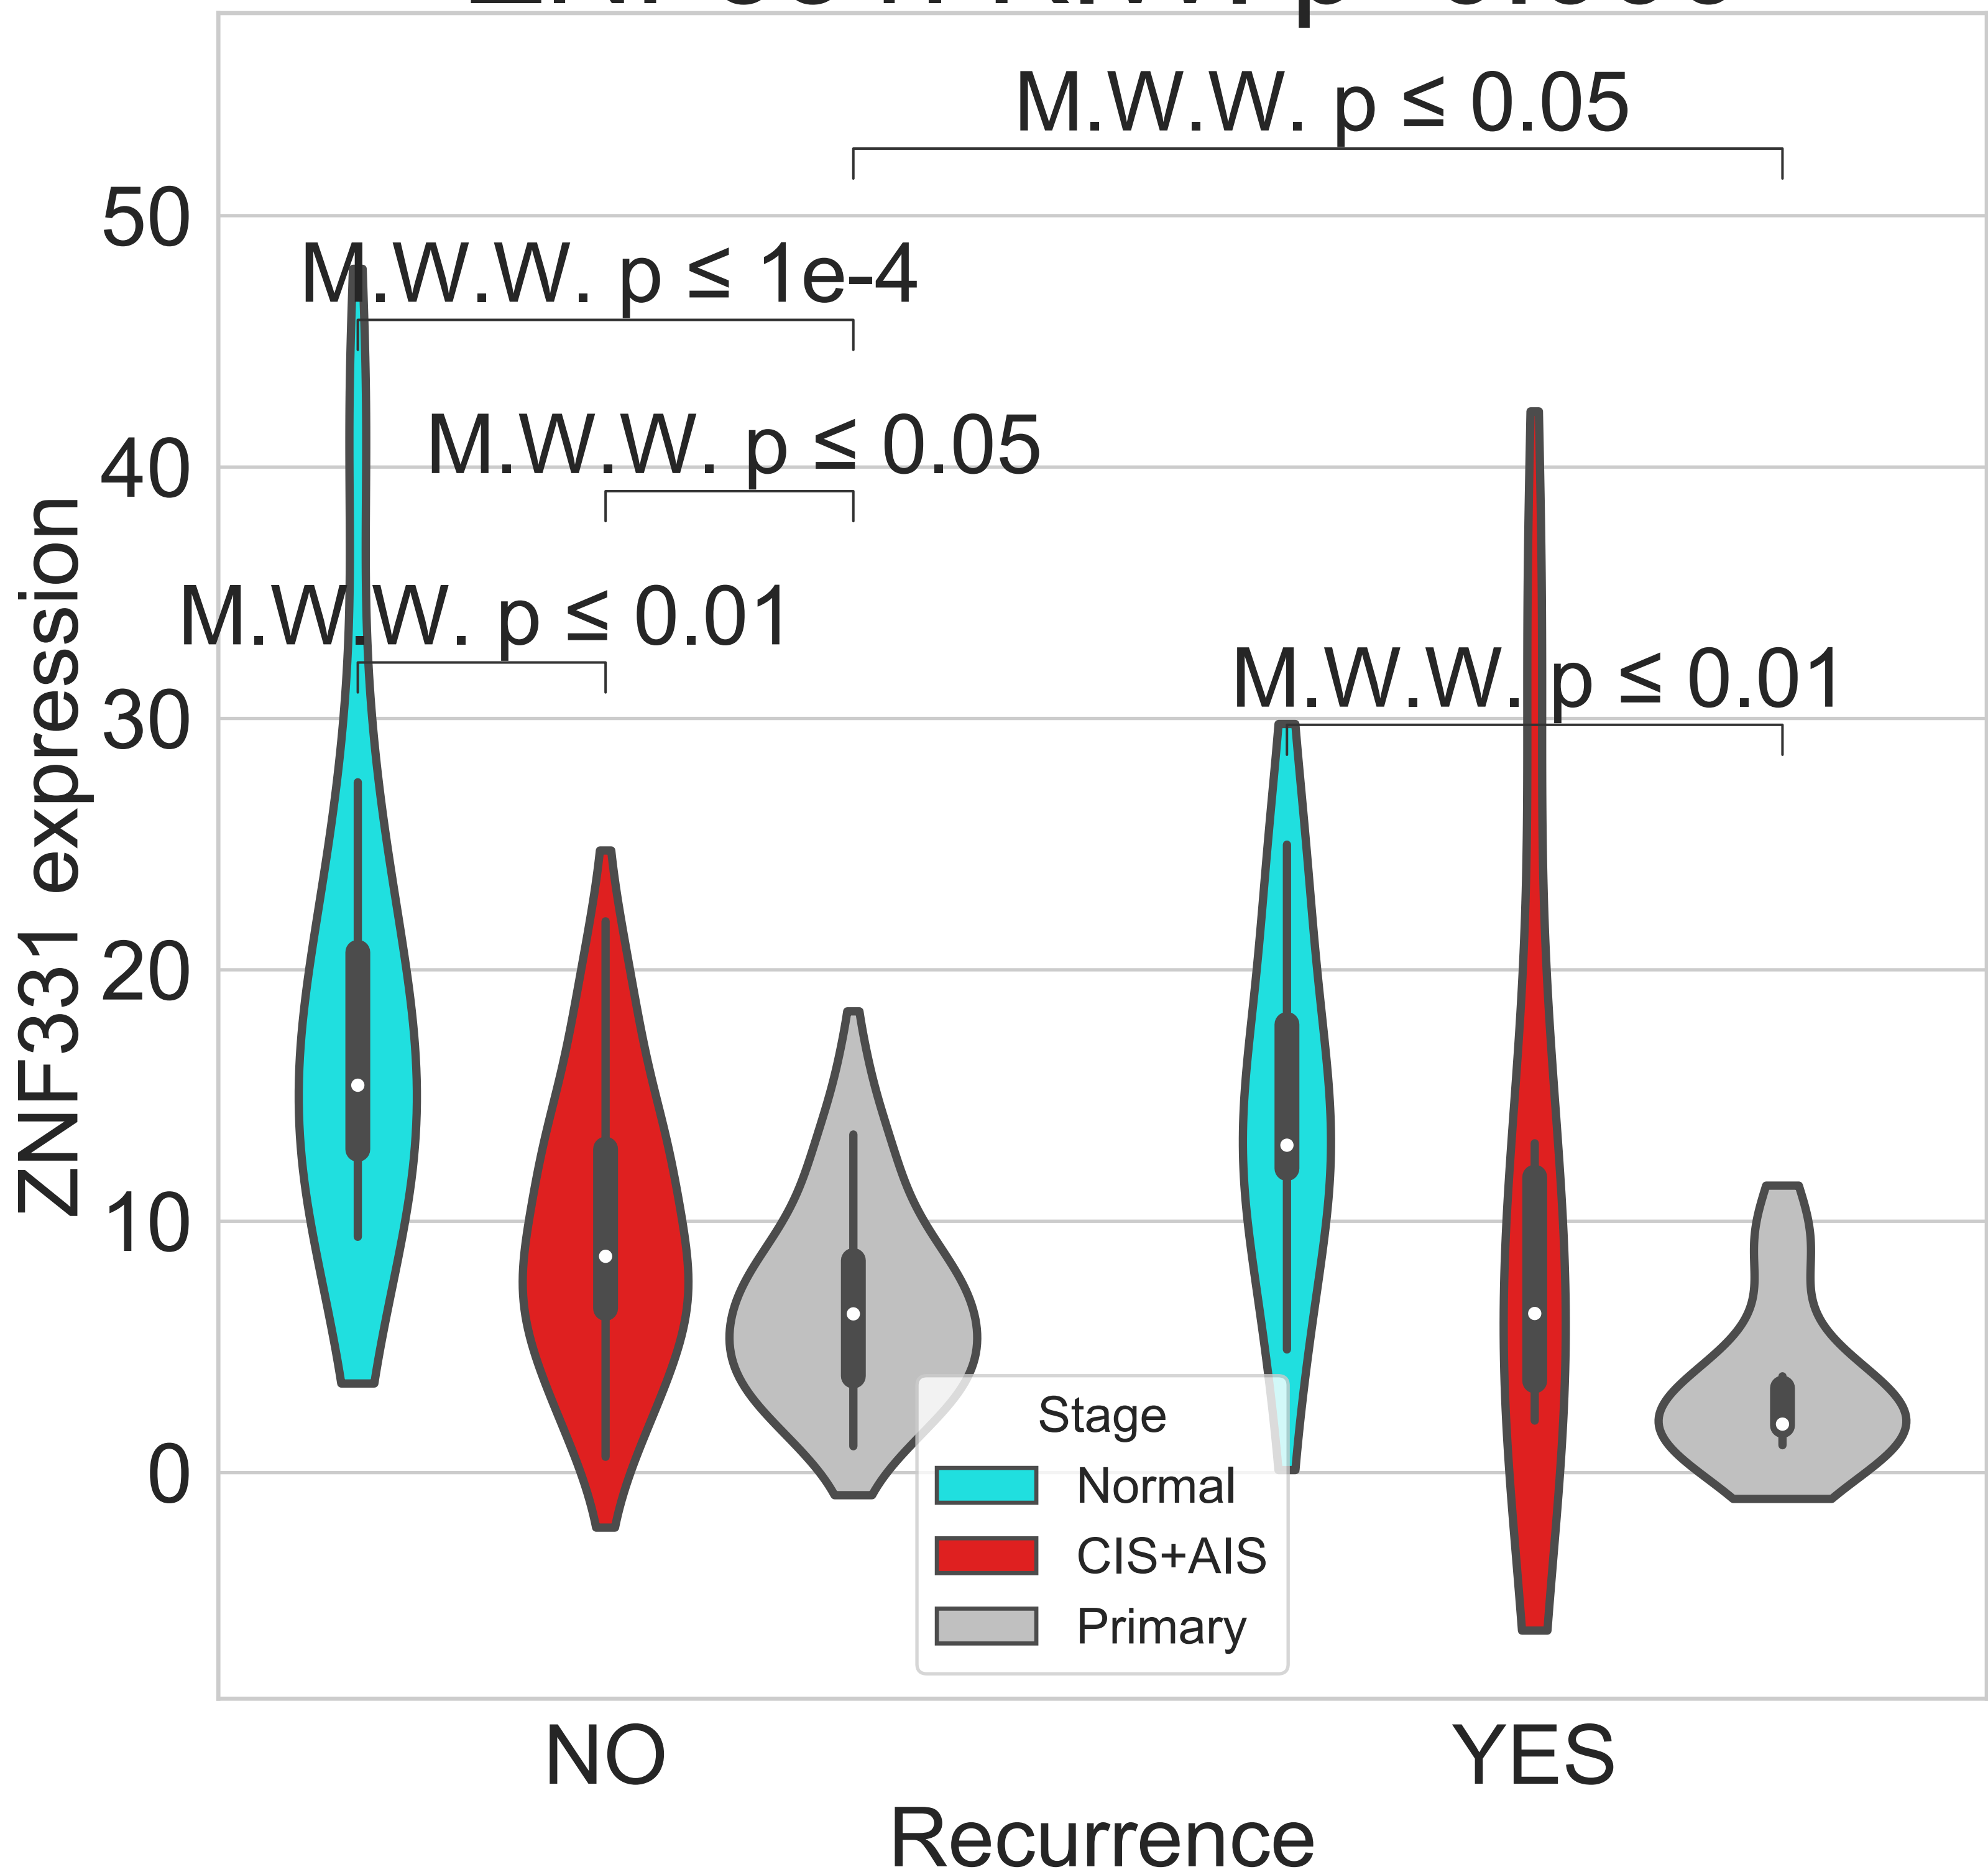 M.W.W. p ≤ 0.05
50
M.W.W. p ≤ 1e-4
M.W.W. p ≤ 0.05
40
M.W.W. p ≤ 0.01
M.W.W. p ≤ 0.01
30
20
10
0
ZNF331 expression
Stage
Normal
CIS+AIS
Primary
NO
YES
Recurrence